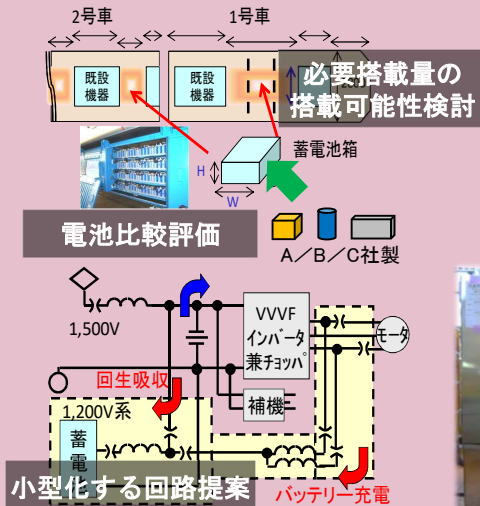 2号車
1号車
既設
機器
既設
機器
必要搭載量の
搭載可能性検討
蓄電池箱
H
W
電池比較評価
A／B／C社製
1,500V
VVVF
インバータ
兼チョッパ
モータ
回生吸収
補機
1,200V系
蓄
電
小型化する回路提案
バッテリー充電